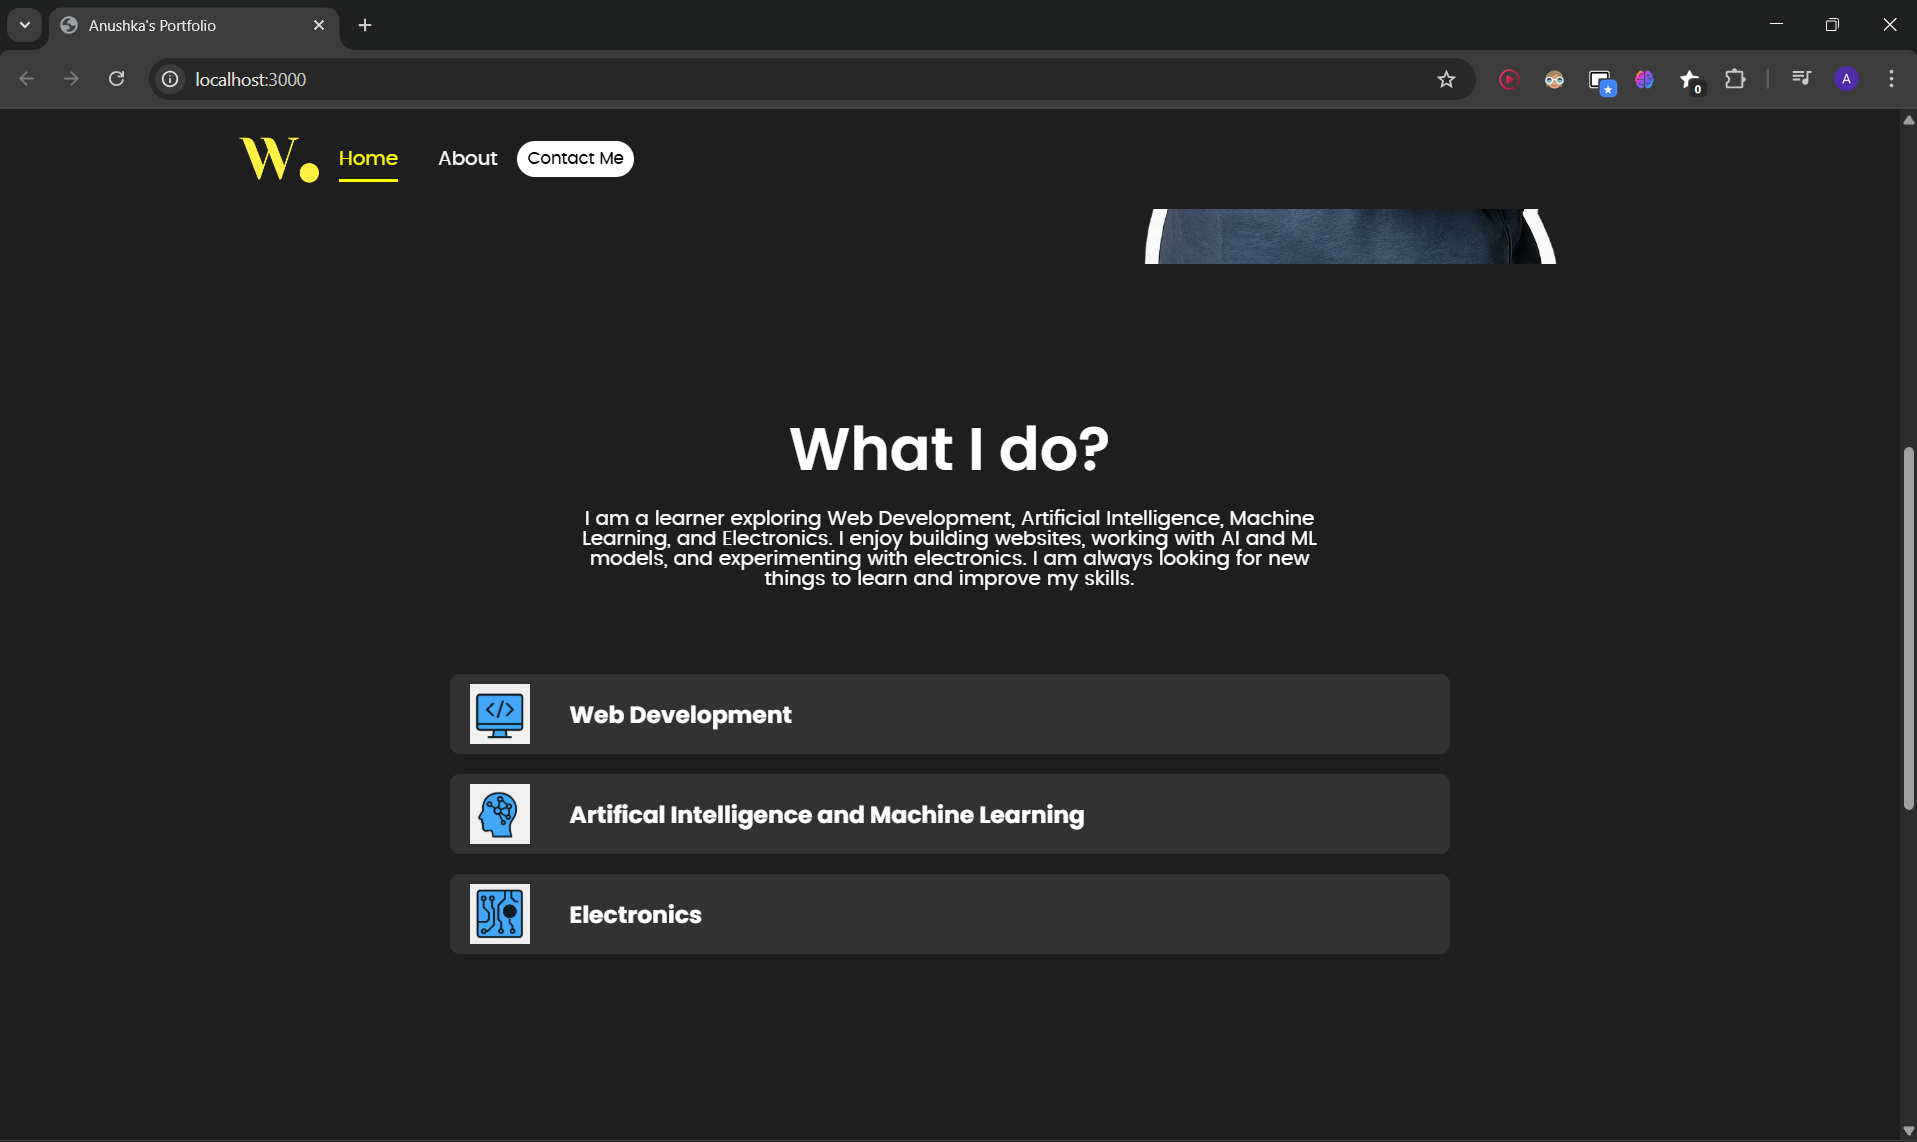 Anushka's Portfolio
localhost:3000
0
A
W.
Home
About
Contact Me
What I do?
I am a learner exploring Web Development, Artificial Intelligence, Machine
Learning, and Electronics. I enjoy building websites, working with AI and ML
models, and experimenting with electronics. I am always looking for new
things to learn and improve my skills.
</>
Web Development
Artifical Intelligence and Machine Learning
Electronics